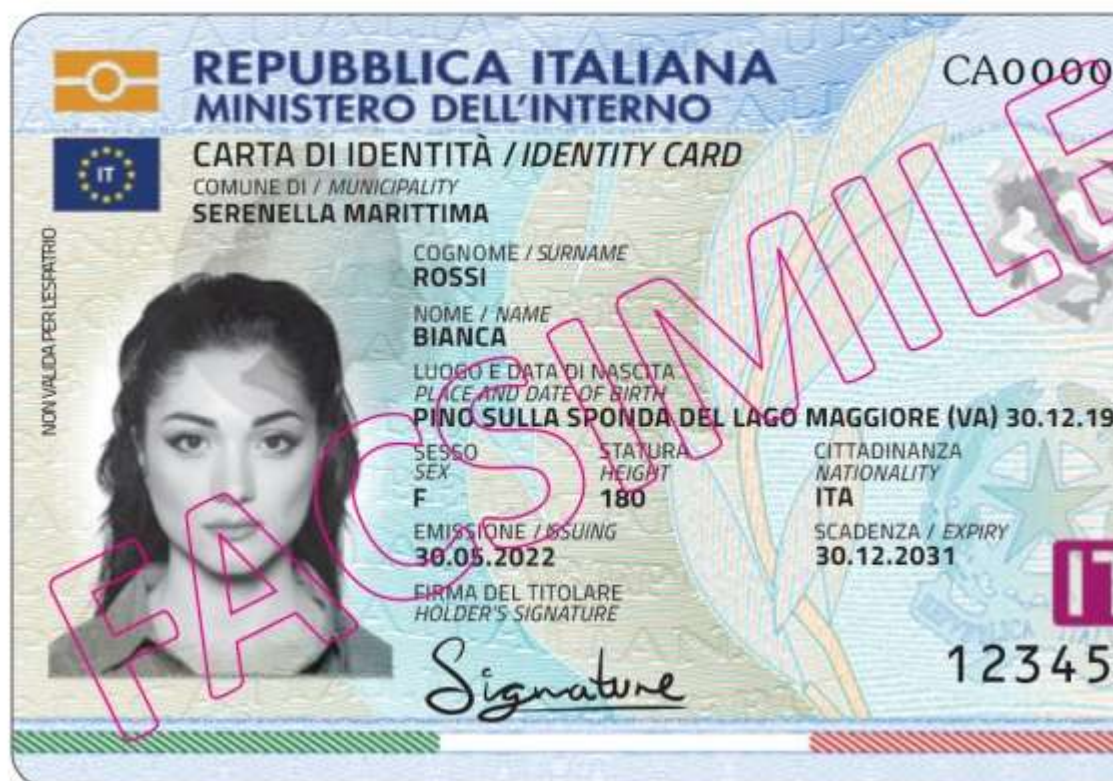 REPUBBLICA ITALIANA
MINISTERO DELL'INTERNO
CA0000
IT
CARTA DI IDENTITÀ / IDENTITY CARD
COMUNE DI / MUNICIPALITY
SERENELLA MARITTIMA
NON VALIDA PER L'ESPATRIO
COGNOME / SURNAME
ROSSI
NOME / NAME
BIANCA
LUOGO E DATA DI NASCITA
PLACE AND DATE OF BIRTH
PINO SULLA SPONDA DEL LAGO MAGGIORE (VA) 30.12.19
SESSO STATURA CITTADINANZA
SEX HEIGHT NATIONALITY
F 180 ITA
EMISSIONE / ISSUING SCADENZA / EXPIRY
30.05.2022 30.12.2031
FIRMA DEL TITOLARE
HOLDER'S SIGNATURE
Signature
IT
12345
FACSIMILE